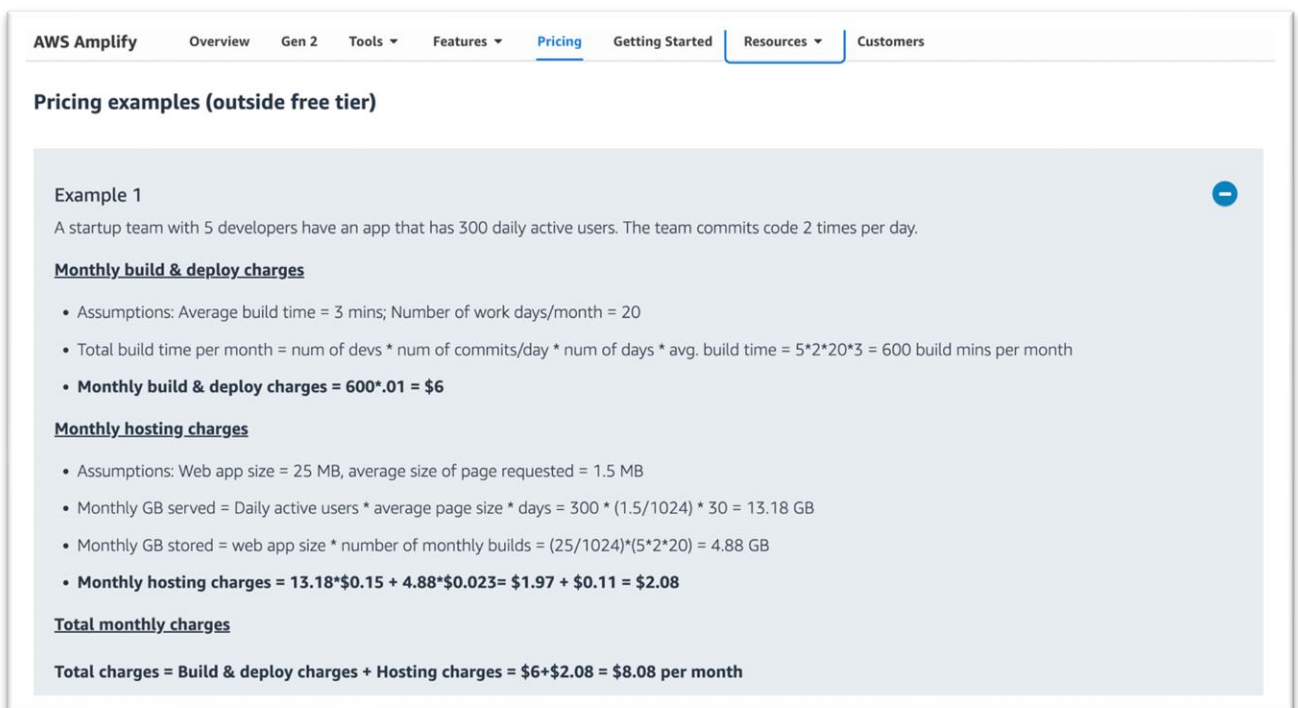 AWS Amplify Overview Gen 2 Tools Features Pricing Getting Started Resources Customers
Pricing examples (outside free tier)
Example 1
A startup team with 5 developers have an app that has 300 daily active users. The team commits code 2 times per day.
Monthly build & deploy charges
• Assumptions: Average build time = 3 mins; Number of work days/month = 20
• Total build time per month = num of devs * num of commits/day * num of days * avg. build time = 5*2*20*3 = 600 build mins per month
• Monthly build & deploy charges = 600*.01 = $6
Monthly hosting charges
• Assumptions: Web app size = 25 MB, average size of page requested = 1.5 MB
• Monthly GB served = Daily active users * average page size * days = 300 * (1.5/1024) * 30 = 13.18 GB
• Monthly GB stored = web app size * number of monthly builds = (25/1024)*(5*2*20) = 4.88 GB
• Monthly hosting charges = 13.18*$0.15 + 4.88*$0.023= $1.97 + $0.11 = $2.08
Total monthly charges
Total charges = Build & deploy charges + Hosting charges = $6+$2.08 = $8.08 per month